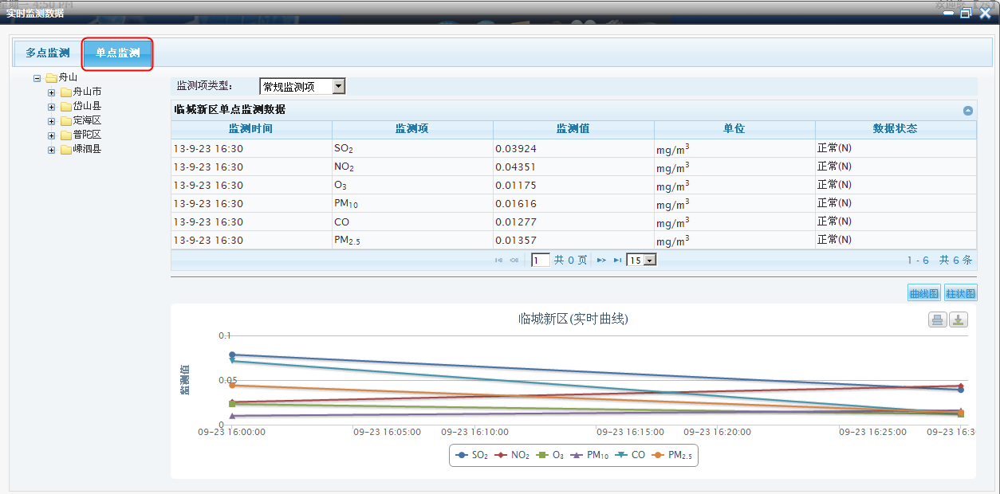 星期一 4:50 PM
实时监测数据
多点监测 单点监测
舟山
舟山市
岱山县
定海区
普陀区
嵊泗县
监测项类型： 常规监测项
临城新区单点监测数据
监测时间 监测项 监测值 单位 数据状态
13-9-23 16:30 SO₂ 0.03924 mg/m³ 正常(N)
13-9-23 16:30 NO₂ 0.04351 mg/m³ 正常(N)
13-9-23 16:30 O₃ 0.01175 mg/m³ 正常(N)
13-9-23 16:30 PM₁₀ 0.01616 mg/m³ 正常(N)
13-9-23 16:30 CO 0.01277 mg/m³ 正常(N)
13-9-23 16:30 PM₂.₅ 0.01357 mg/m³ 正常(N)
1 共 0 页 15 1 - 6 共 6 条
曲线图 柱状图
临城新区(实时曲线)
0.1
监测值
0.05
0
09-23 16:00:00 09-23 16:05:00 09-23 16:10:00 09-23 16:15:00 09-23 16:20:00 09-23 16:25:00 09-23 16:3
SO₂ NO₂ O₃ PM₁₀ CO PM₂.₅